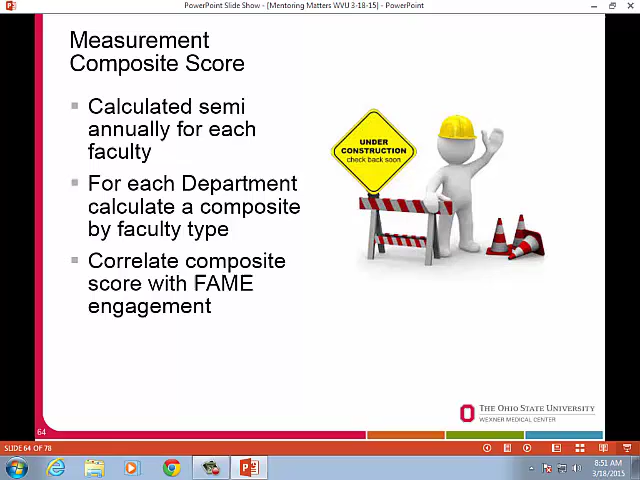 PowerPoint Slide Show - [Mentoring Matters WVU 3-18-15] - PowerPoint
Measurement
Composite Score
Calculated semi
annually for each
faculty
For each Department
calculate a composite
by faculty type
Correlate composite
score with FAME
engagement
UNDER
CONSTRUCTION
check back soon
THE OHIO STATE UNIVERSITY
WEXNER MEDICAL CENTER
64
SLIDE 64 OF 78
8:51 AM
3/18/2015